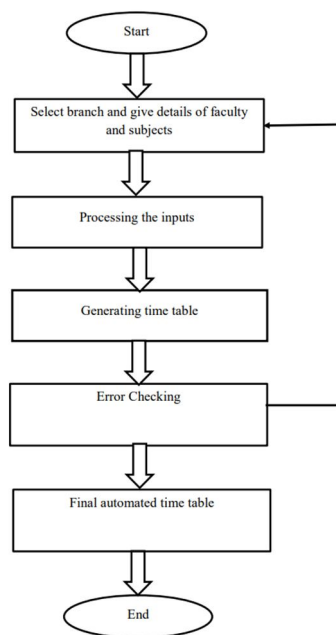 Start
Select branch and give details of faculty
and subjects
Processing the inputs
Generating time table
Error Checking
Final automated time table
End